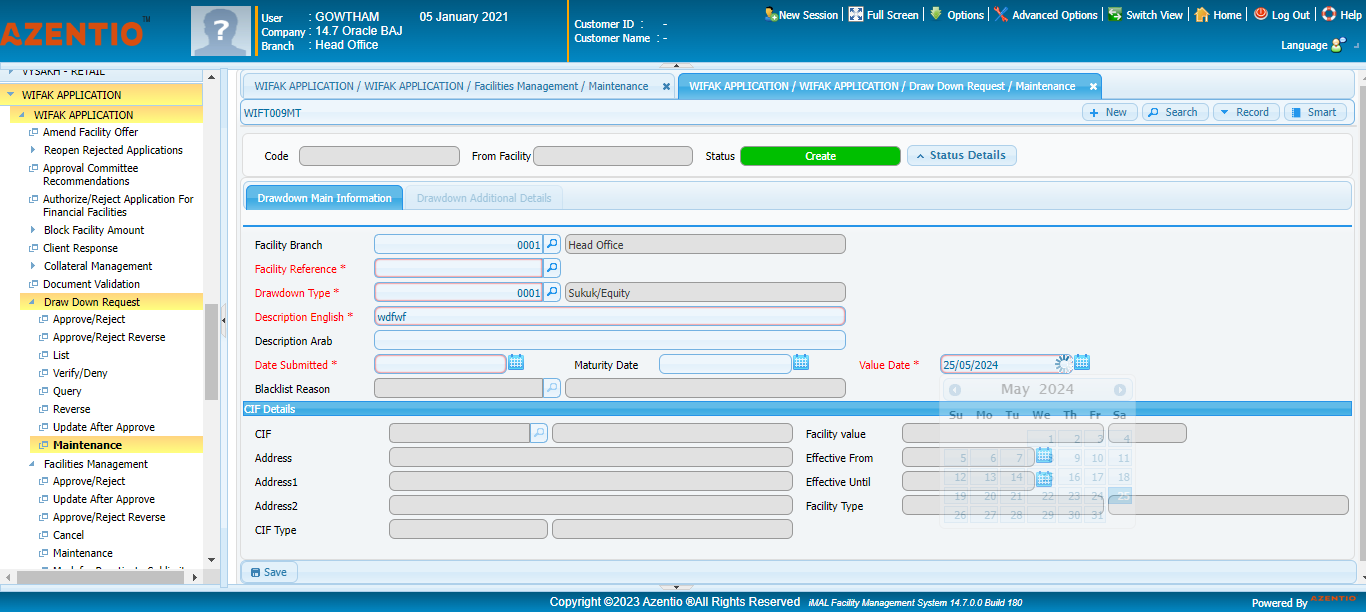 AZENTIO™
User : GOWTHAM 05 January 2021
Company : 14.7 Oracle BAJ
Branch : Head Office
Customer ID : -
Customer Name : -
New Session Full Screen Options Advanced Options Switch View Home Log Out Help
Language
VYSAKH - RETAIL
WIFAK APPLICATION
WIFAK APPLICATION
Amend Facility Offer
Reopen Rejected Applications
Approval Committee
Recommendations
Authorize/Reject Application For
Financial Facilities
Block Facility Amount
Client Response
Collateral Management
Document Validation
Draw Down Request
Approve/Reject
Approve/Reject Reverse
List
Verify/Deny
Query
Reverse
Update After Approve
Maintenance
Facilities Management
Approve/Reject
Update After Approve
Approve/Reject Reverse
Cancel
Maintenance
WIFAK APPLICATION / WIFAK APPLICATION / Facilities Management / Maintenance
WIFAK APPLICATION / WIFAK APPLICATION / Draw Down Request / Maintenance
WIFT009MT
New Search Record Smart
Code From Facility Status Create Status Details
Drawdown Main Information Drawdown Additional Details
Facility Branch 0001 Head Office
Facility Reference *
Drawdown Type * 0001 Sukuk/Equity
Description English * wdfwf
Description Arab
Date Submitted * Maturity Date Value Date * 25/05/2024
Blacklist Reason
May 2024
CIF Details
Su Mo Tu We Th Fr Sa
CIF Facility value
1 2 3 4
Address Effective From
5 6 7 8 9 10 11
Address1 Effective Until
12 13 14 15 16 17 18
19 20 21 22 23 24 25
Address2 Facility Type
26 27 28 29 30 31
CIF Type
Save
Copyright ©2023 Azentio ®All Rights Reserved iMAL Facility Management System 14.7.0.0 Build 180
Powered By AZENTIO